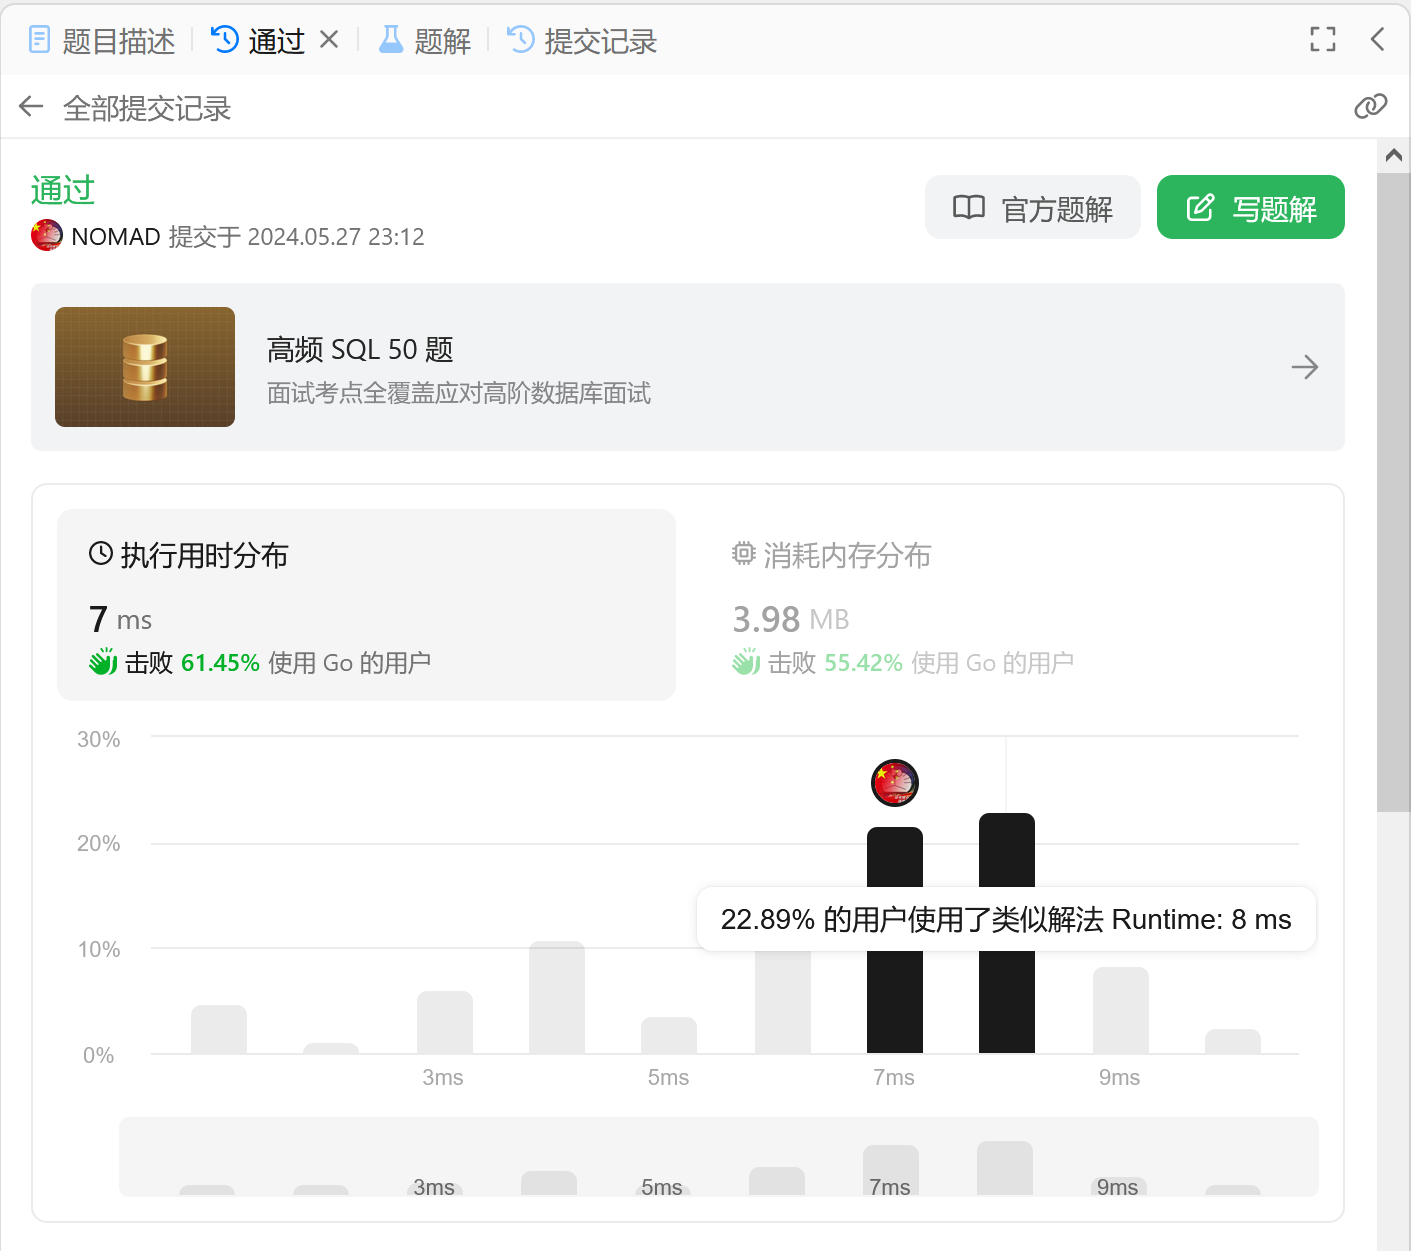 题目描述 通过 题解 提交记录
全部提交记录
通过
NOMAD 提交于 2024.05.27 23:12
官方题解
写题解
高频 SQL 50 题
面试考点全覆盖应对高阶数据库面试
执行用时分布
7 ms
击败 61.45% 使用 Go 的用户
消耗内存分布
3.98 MB
击败 55.42% 使用 Go 的用户
30%
20%
22.89% 的用户使用了类似解法 Runtime: 8 ms
10%
0%
3ms 5ms 7ms 9ms
3ms 5ms 7ms 9ms